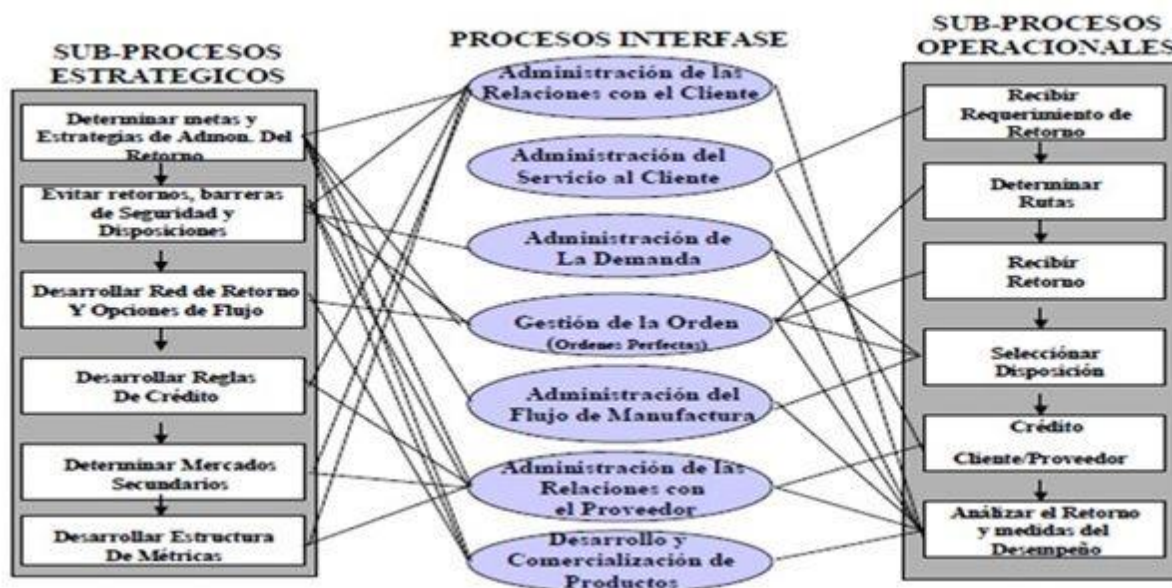 SUB-PROCESOS
ESTRATEGICOS
Determinar metas y
Estrategias de Admon. Del
Retorno
Evitar retornos, barreras
de Seguridad y
Disposiciones
Desarrollar Red de Retorno
Y Opciones de Flujo
Desarrollar Reglas
De Crédito
Determinar Mercados
Secundarios
Desarrollar Estructura
De Métricas
PROCESOS INTERFASE
Administración de las
Relaciones con el Cliente
Administración del
Servicio al Cliente
Administración de
La Demanda
Gestión de la Orden
(Ordenes Perfectas)
Administración del
Flujo de Manufactura
Administración de las
Relaciones con
el Proveedor
Desarrollo y
Comercialización de
Productos
SUB-PROCESOS
OPERACIONALES
Recibir
Requerimiento de
Retorno
Determinar
Rutas
Recibir
Retorno
Selecciónar
Disposición
Crédito
Cliente/Proveedor
Análizar el Retorno
y medidas del
Desempeño